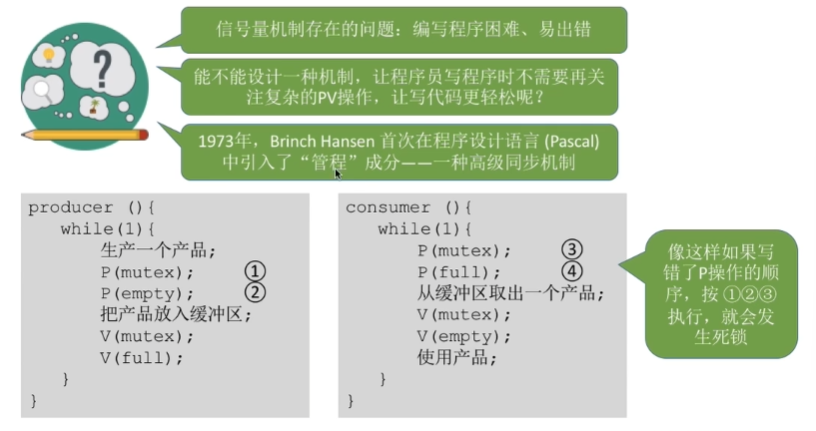 ?
信号量机制存在的问题：编写程序困难、易出错
能不能设计一种机制，让程序员写程序时不需要再关
注复杂的PV操作，让写代码更轻松呢？
1973年，Brinch Hansen 首次在程序设计语言 (Pascal)
中引入了“管程”成分——一种高级同步机制
producer (){
while(1){
生产一个产品;
P(mutex); ①
P(empty); ②
把产品放入缓冲区;
V(mutex);
V(full);
}
}
consumer (){
while(1){
P(mutex); ③
P(full); ④
从缓冲区取出一个产品;
V(mutex);
V(empty);
使用产品;
}
}
像这样如果写
错了P操作的顺
序，按 ①②③
执行，就会发
生死锁